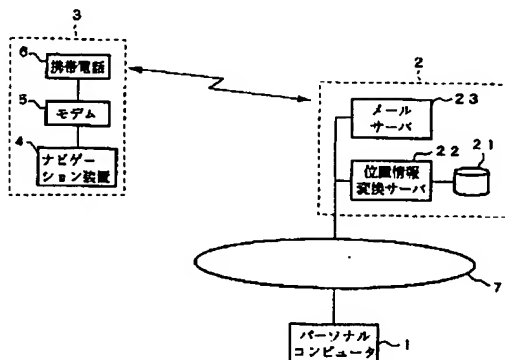 3
6
携帯電話
5
モデム
4
ナビゲー
ション装置
2
23
メール
サーバ
22
21
位置情報
変換サーバ
7
パーソナル
コンピュータ
1